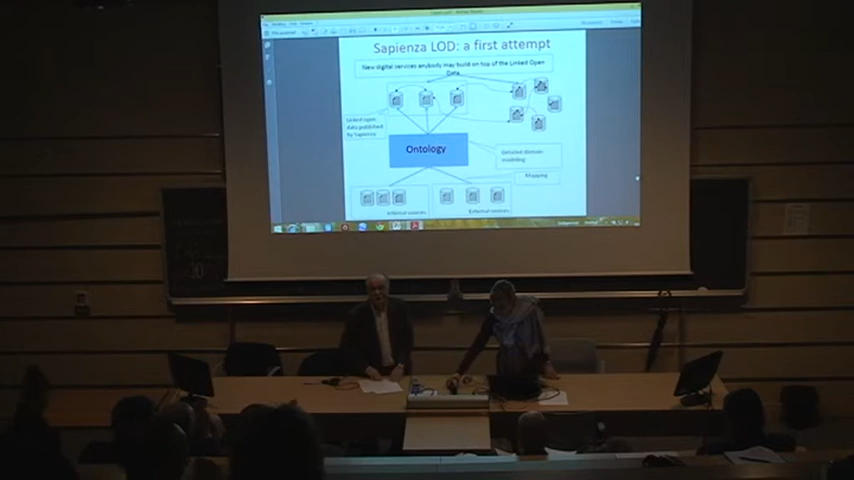 Sapienza LOD: a first attempt
New digital services anybody may build on top of the Linked Open
Data
Linked open
data published
by Sapienza
Ontology
Detailed domain
modeling
Mapping
Internal sources
External sources